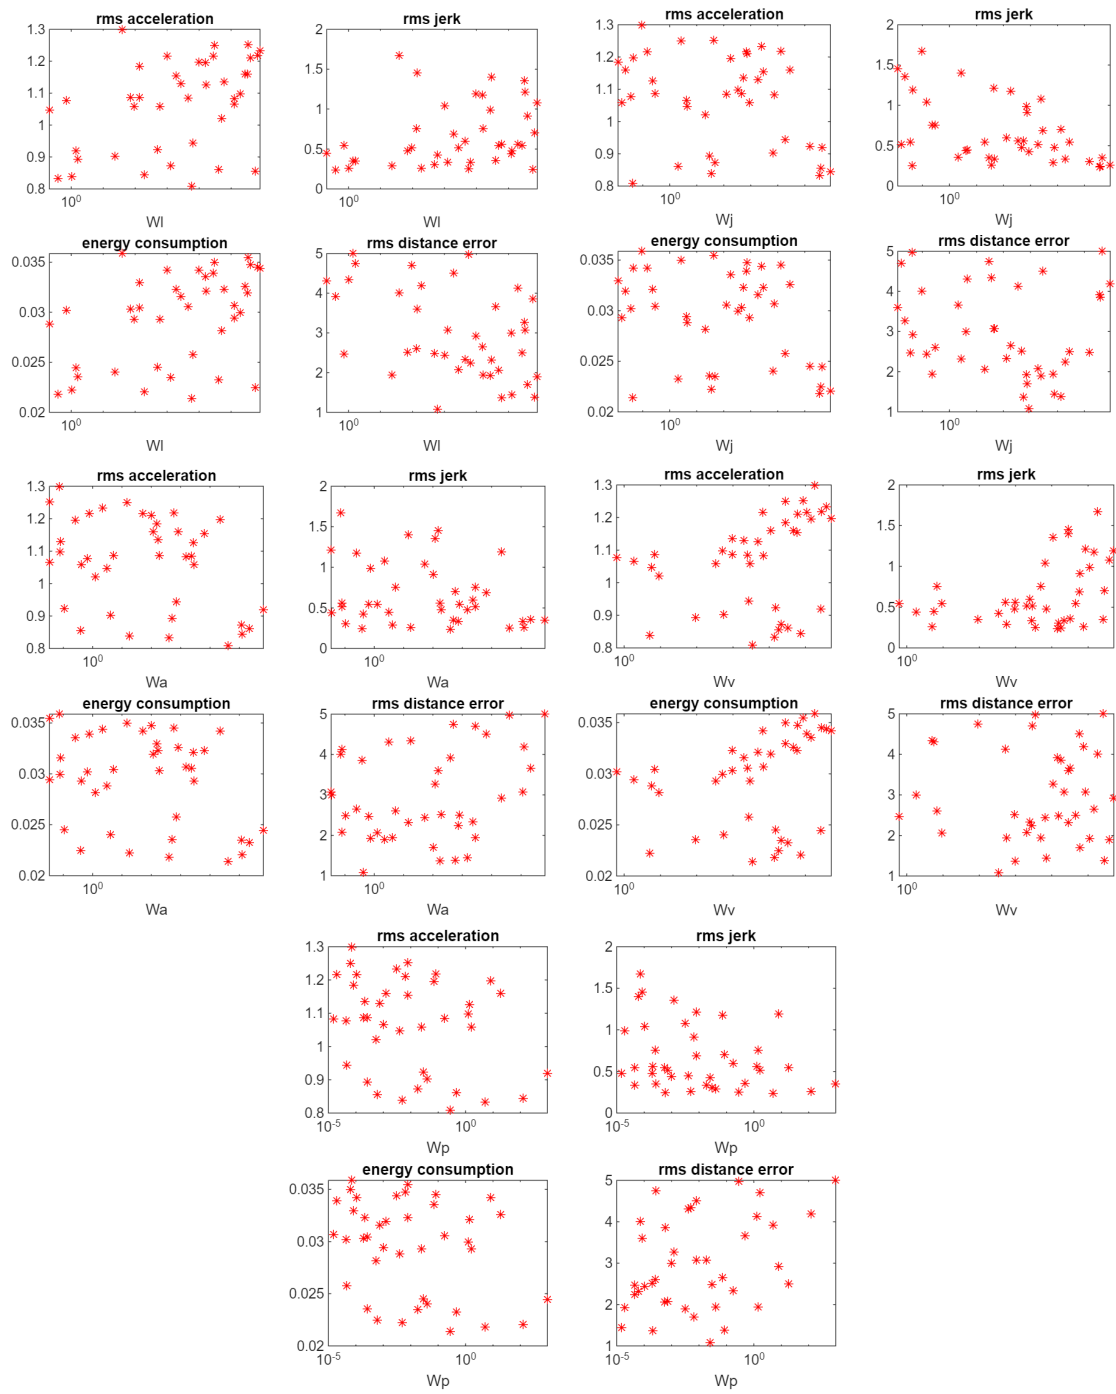 rms acceleration rms jerk rms acceleration rms jerk
1.3 2 1.3 2
1.2 1.2
1.5 1.5
1.1 1.1
1 1 1 1
0.9 0.5 0.9 0.5
0.8 0 0.8 0
10^0 10^0 10^0 10^0
Wl Wl Wj Wj
energy consumption rms distance error energy consumption rms distance error
0.035 5 0.035 5
4 4
0.03 0.03
3 3
0.025 2 0.025 2
0.02 1 0.02 1
10^0 10^0 10^0 10^0
Wl Wl Wj Wj
rms acceleration rms jerk rms acceleration rms jerk
1.3 2 1.3 2
1.2 1.5 1.2 1.5
1.1 1.1
1 1 1 1
0.9 0.5 0.9 0.5
0.8 0 0.8 0
10^0 10^0 10^0 10^0
Wa Wa Wv Wv
energy consumption rms distance error energy consumption rms distance error
0.035 5 0.035 5
4 4
0.03 3 0.03 3
0.025 2 0.025 2
0.02 1 0.02 1
10^0 10^0 10^0 10^0
Wa Wa Wv Wv
rms acceleration rms jerk
1.3 2
1.2 1.5
1.1
1 1
0.9 0.5
0.8 0
10^-5 10^0 10^-5 10^0
Wp Wp
energy consumption rms distance error
0.035 5
4
0.03 3
0.025 2
0.02 1
10^-5 10^0 10^-5 10^0
Wp Wp